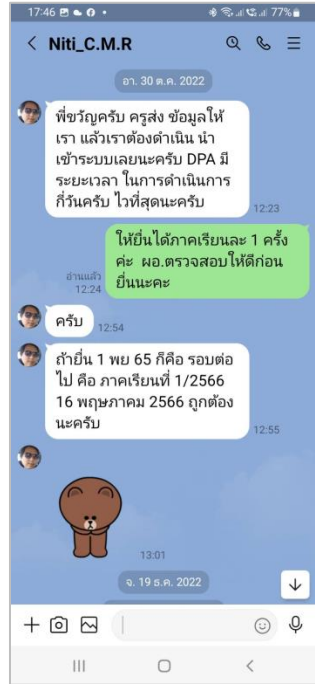 17:46
77%
Niti_C.M.R
อา. 30 ต.ค. 2022
พี่ขวัญครับ ครูส่ง ข้อมูลให้
เรา แล้วเราต้องดำเนิน นำ
เข้าระบบเลยนะครับ DPA มี
ระยะเวลา ในการดำเนินการ
กี่วันครับ ไวที่สุดนะครับ
12:23
ให้ยื่นได้ภาคเรียนละ 1 ครั้ง
ค่ะ ผอ.ตรวจสอบให้ดีก่อน
ยื่นนะคะ
อ่านแล้ว
12:24
ครับ
12:54
ถ้ายื่น 1 พย 65 ก็คือ รอบต่อ
ไป คือ ภาคเรียนที่ 1/2566
16 พฤษภาคม 2566 ถูกต้อง
นะครับ
12:55
13:01
จ. 19 ธ.ค. 2022